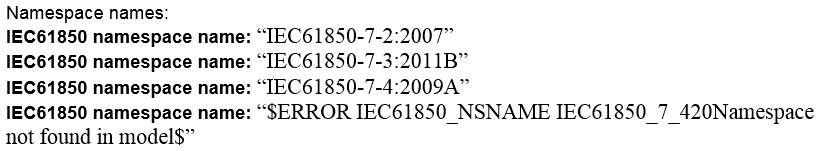 Namespace names:
IEC61850 namespace name: “IEC61850-7-2:2007”
IEC61850 namespace name: “IEC61850-7-3:2011B”
IEC61850 namespace name: “IEC61850-7-4:2009A”
IEC61850 namespace name: “$ERROR IEC61850_NSNAME IEC61850_7_420Namespace
not found in model$”